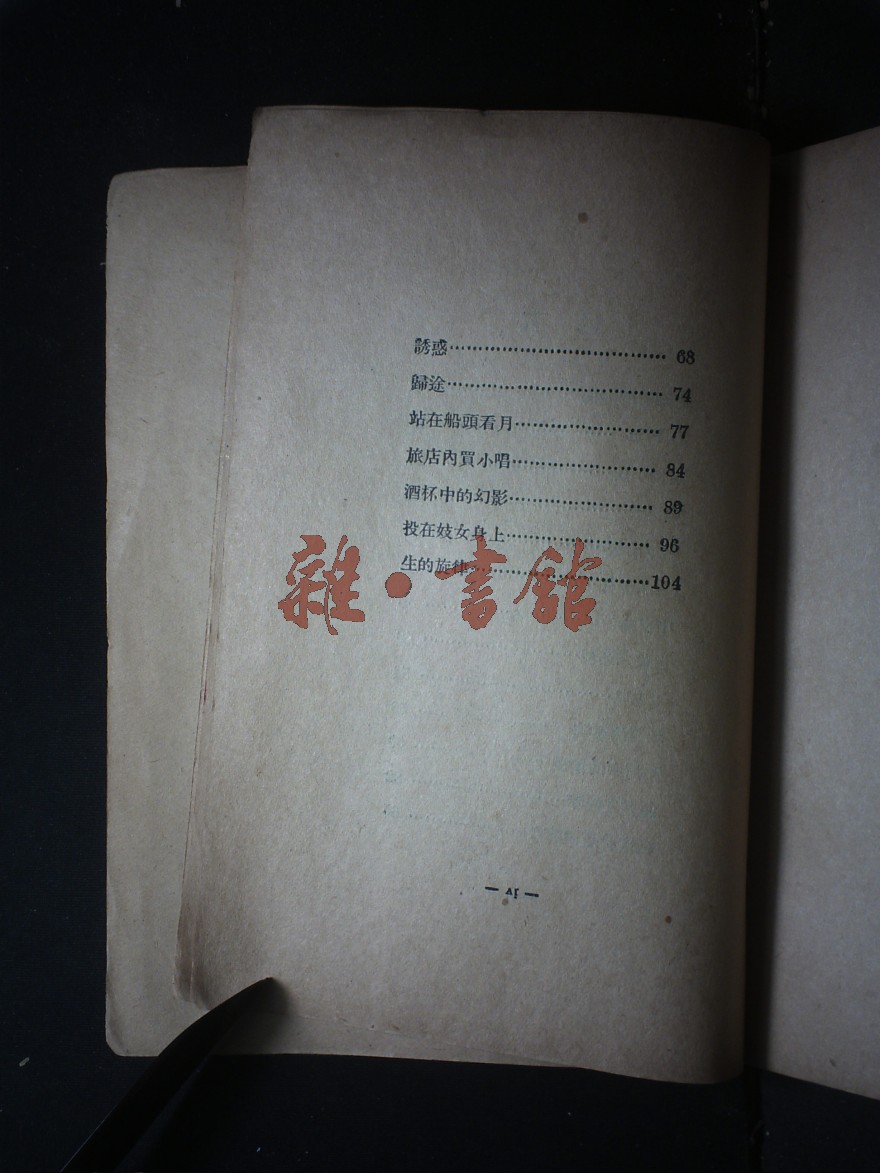 誘惑…………………………………… 68
歸途…………………………………… 74
站在船頭看月……………………… 77
旅店內買小唱……………………… 84
酒杯中的幻影……………………… 89
投在妓女身上……………………… 96
生的旋律……………………………104
雜·書館
— iv —